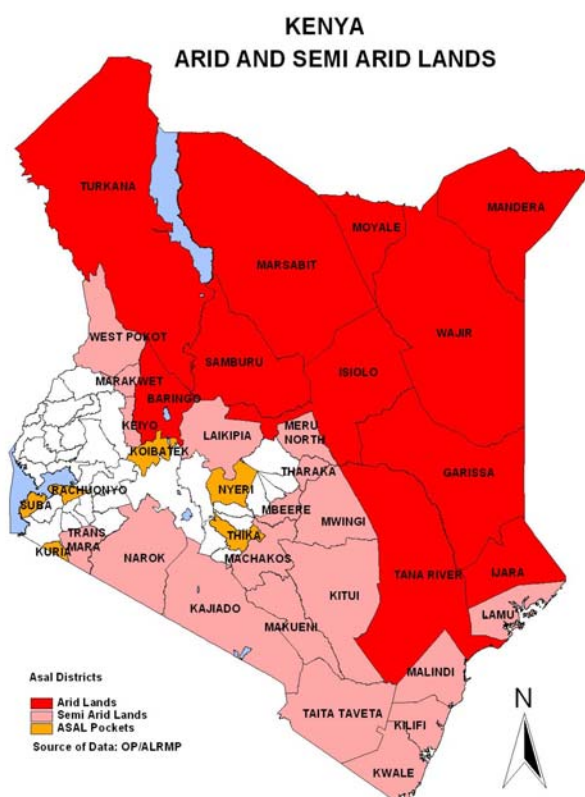 KENYA
ARID AND SEMI ARID LANDS
TURKANA
MANDERA
MOYALE
MARSABIT
WAJIR
WEST POKOT
SAMBURU
ISIOLO
MARAKWET
BARINGO
KEIYO
LAIKIPIA
MERU
NORTH
KOIBATEK
THARAKA
GARISSA
RACHUONYO
NYERI
SUBA
MBEERE
MWINGI
TRANS
MARA
THIKA
KURIA
NAROK
MACHAKOS
TANA RIVER
IJARA
KITUI
KAJIADO
LAMU
MAKUENI
MALINDI
TAITA TAVETA
KILIFI
KWALE
Asal Districts
Arid Lands
Semi Arid Lands
ASAL Pockets
Source of Data: OP/ALRMP
N